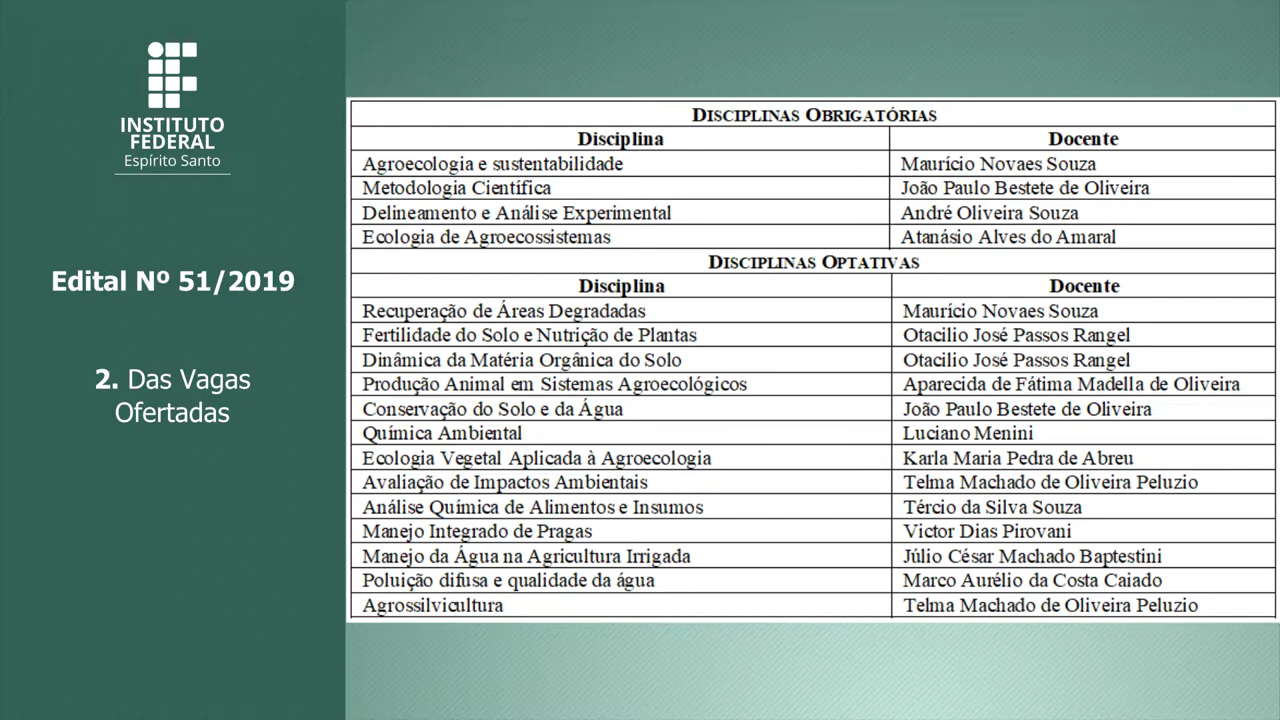 INSTITUTO
FEDERAL
Espírito Santo
Edital Nº 51/2019
2. Das Vagas
Ofertadas
DISCIPLINAS OBRIGATÓRIAS
Disciplina Docente
Agroecologia e sustentabilidade Maurício Novaes Souza
Metodologia Científica João Paulo Bestete de Oliveira
Delineamento e Análise Experimental André Oliveira Souza
Ecologia de Agroecossistemas Atanásio Alves do Amaral
DISCIPLINAS OPTATIVAS
Disciplina Docente
Recuperação de Áreas Degradadas Maurício Novaes Souza
Fertilidade do Solo e Nutrição de Plantas Otacilio José Passos Rangel
Dinâmica da Matéria Orgânica do Solo Otacilio José Passos Rangel
Produção Animal em Sistemas Agroecológicos Aparecida de Fátima Madella de Oliveira
Conservação do Solo e da Água João Paulo Bestete de Oliveira
Química Ambiental Luciano Menini
Ecologia Vegetal Aplicada à Agroecologia Karla Maria Pedra de Abreu
Avaliação de Impactos Ambientais Telma Machado de Oliveira Peluzio
Análise Química de Alimentos e Insumos Tércio da Silva Souza
Manejo Integrado de Pragas Victor Dias Pirovani
Manejo da Água na Agricultura Irrigada Júlio César Machado Baptestini
Poluição difusa e qualidade da água Marco Aurélio da Costa Caiado
Agrossilvicultura Telma Machado de Oliveira Peluzio